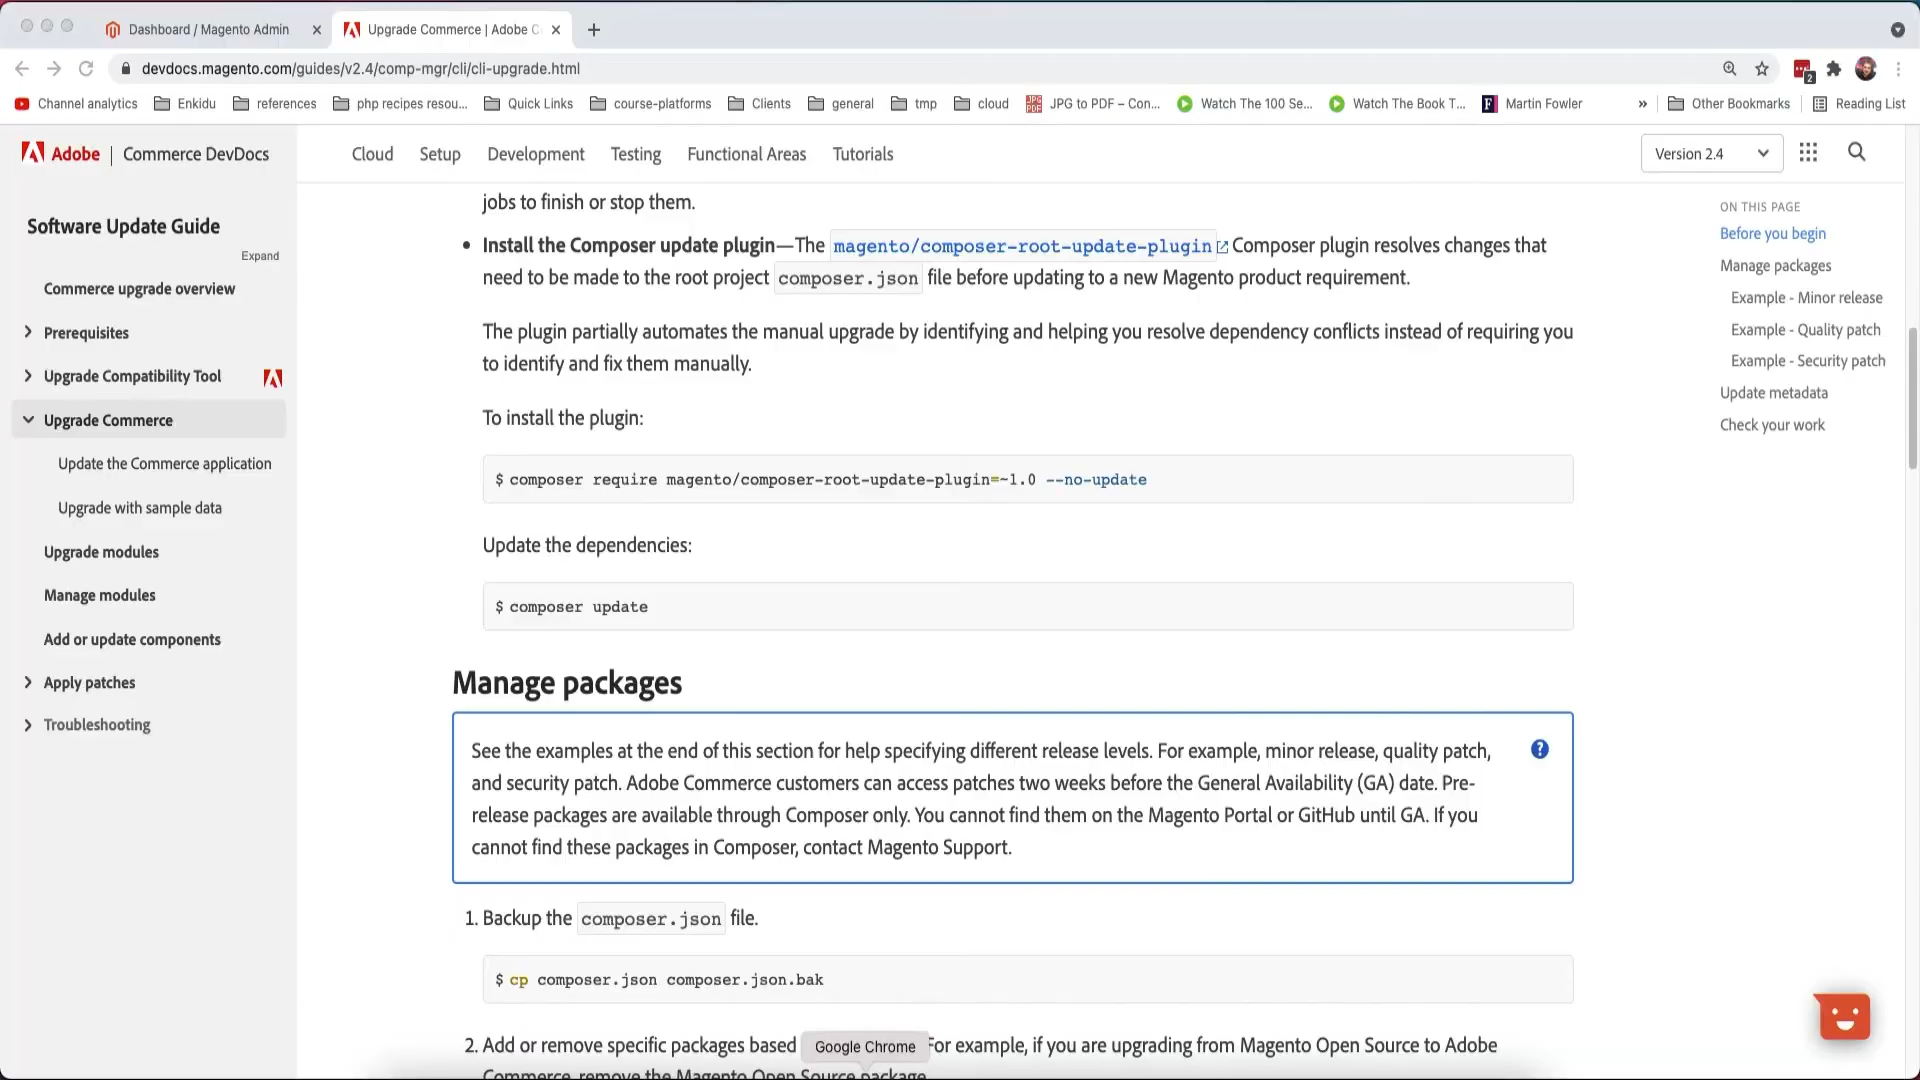 Dashboard / Magento Admin
Upgrade Commerce | Adobe C
devdocs.magento.com/guides/v2.4/comp-mgr/cli/cli-upgrade.html
2
Channel analytics
Enkidu
references
php recipes resou...
Quick Links
course-platforms
Clients
general
tmp
cloud
JPG to PDF – Con...
Watch The 100 Se...
Watch The Book T...
Martin Fowler
»
Other Bookmarks
Reading List
Adobe | Commerce DevDocs
Cloud
Setup
Development
Testing
Functional Areas
Tutorials
Version 2.4
Software Update Guide
Expand
Commerce upgrade overview
Prerequisites
Upgrade Compatibility Tool
Upgrade Commerce
Update the Commerce application
Upgrade with sample data
Upgrade modules
Manage modules
Add or update components
Apply patches
Troubleshooting
jobs to finish or stop them.
• Install the Composer update plugin—The magento/composer-root-update-plugin Composer plugin resolves changes that
need to be made to the root project composer.json file before updating to a new Magento product requirement.
The plugin partially automates the manual upgrade by identifying and helping you resolve dependency conflicts instead of requiring you
to identify and fix them manually.
To install the plugin:
$ composer require magento/composer-root-update-plugin=~1.0 --no-update
Update the dependencies:
$ composer update
Manage packages
See the examples at the end of this section for help specifying different release levels. For example, minor release, quality patch,
and security patch. Adobe Commerce customers can access patches two weeks before the General Availability (GA) date. Pre-
release packages are available through Composer only. You cannot find them on the Magento Portal or GitHub until GA. If you
cannot find these packages in Composer, contact Magento Support.
?
1. Backup the composer.json file.
$ cp composer.json composer.json.bak
2. Add or remove specific packages based
Google Chrome
For example, if you are upgrading from Magento Open Source to Adobe
Commerce, remove the Magento Open Source package.
ON THIS PAGE
Before you begin
Manage packages
Example - Minor release
Example - Quality patch
Example - Security patch
Update metadata
Check your work